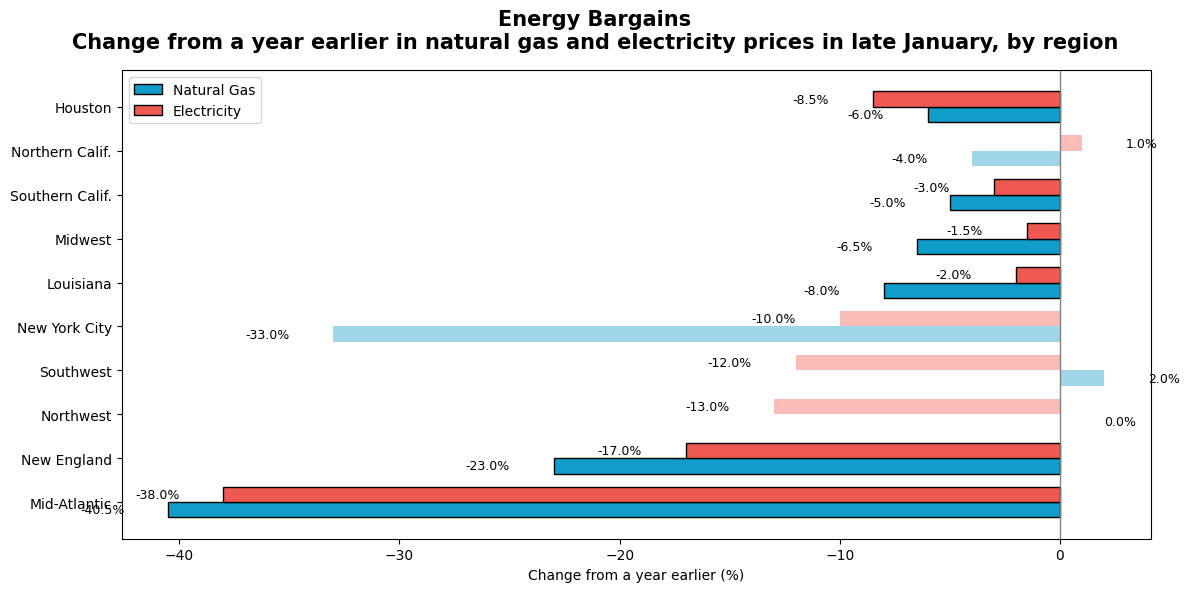 Energy Bargains
Change from a year earlier in natural gas and electricity prices in late January, by region
Natural Gas
Electricity
Houston
-8.5%
-6.0%
Northern Calif.
1.0%
-4.0%
Southern Calif.
-3.0%
-5.0%
Midwest
-1.5%
-6.5%
Louisiana
-2.0%
-8.0%
New York City
-10.0%
-33.0%
Southwest
-12.0%
2.0%
Northwest
-13.0%
0.0%
New England
-17.0%
-23.0%
Mid-Atlantic
-38.0%
-40.5%
−40 −30 −20 −10 0
Change from a year earlier (%)